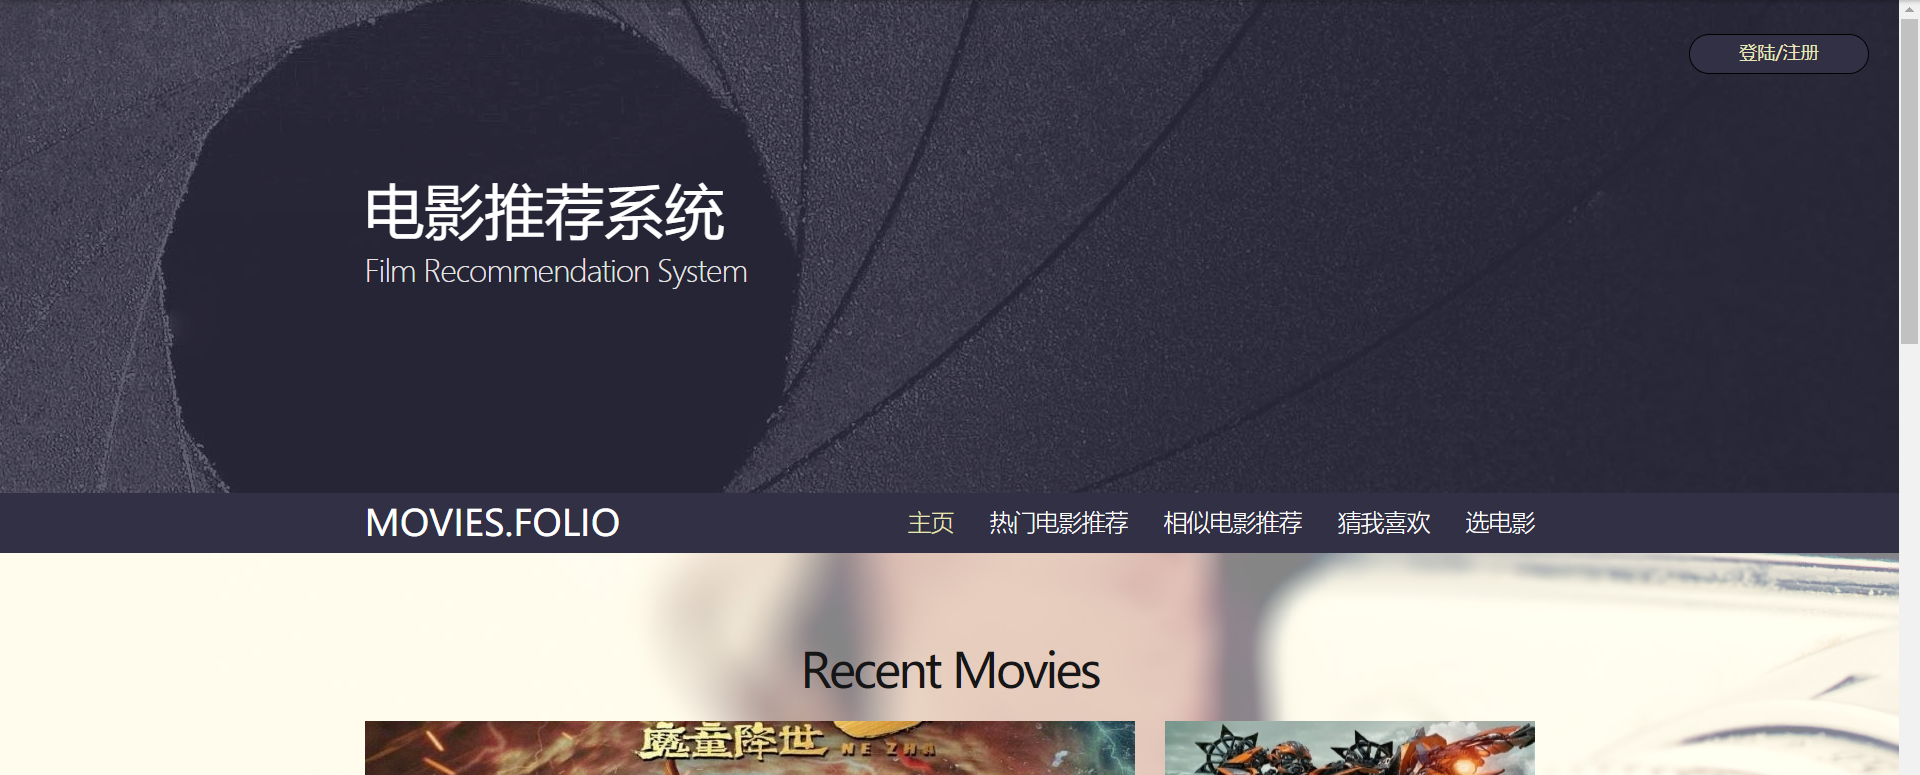 登陆/注册
电影推荐系统
Film Recommendation System
MOVIES.FOLIO 主页 热门电影推荐 相似电影推荐 猜我喜欢 选电影
Recent Movies
魔童降世 NE ZHA